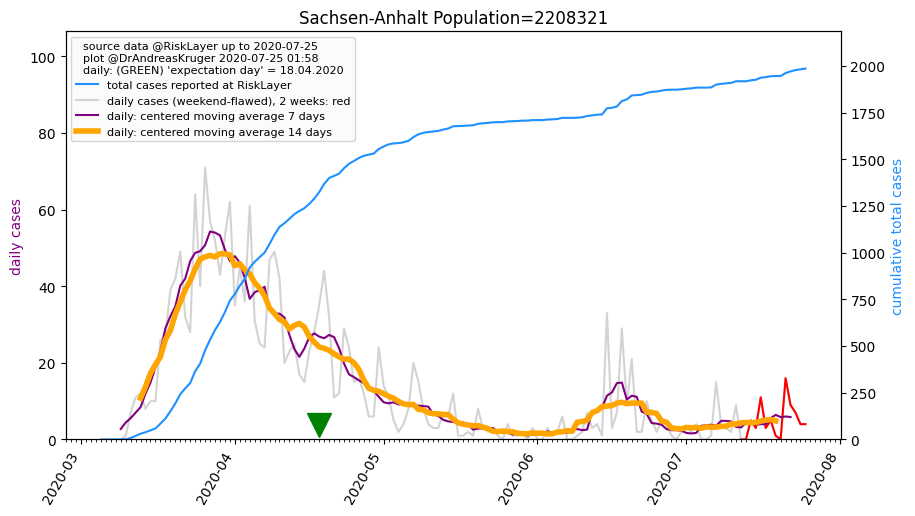 Sachsen-Anhalt Population=2208321
source data @RiskLayer up to 2020-07-25
plot @DrAndreasKruger 2020-07-25 01:58
daily: (GREEN) 'expectation day' = 18.04.2020
total cases reported at RiskLayer
daily cases (weekend-flawed), 2 weeks: red
daily: centered moving average 7 days
daily: centered moving average 14 days
daily cases
100
80
60
40
20
0
2000
1750
1500
1250
1000
750
500
250
0
cumulative total cases
2020-03
2020-04
2020-05
2020-06
2020-07
2020-08